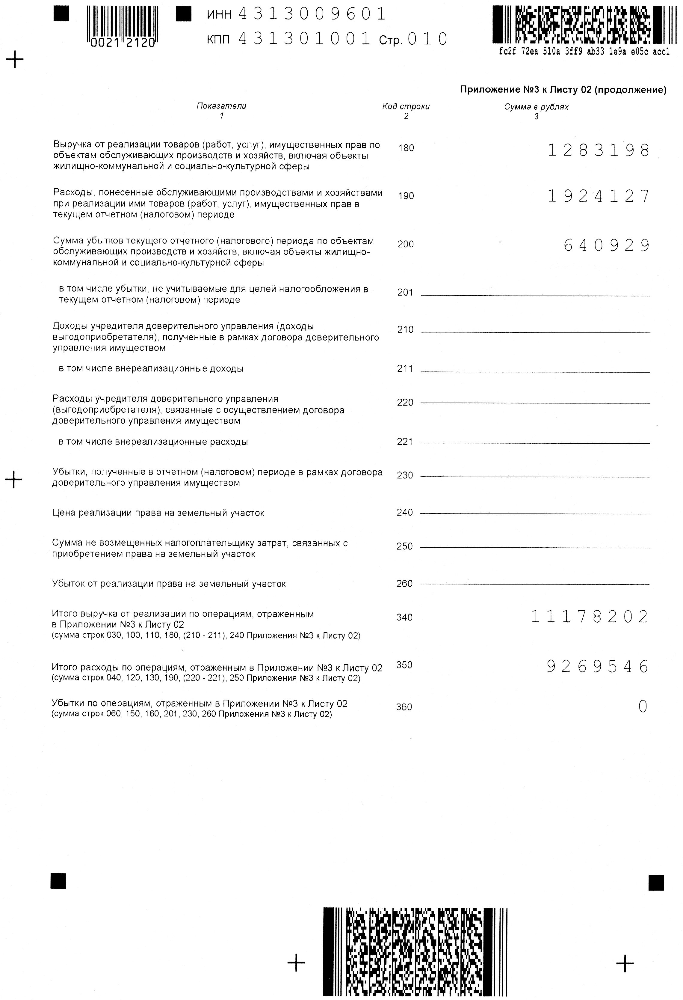 ИНН 4313009601
0021 2120
КПП 431301001 Стр. 010
fc2f 72ea 510a 3ff9 ab33 1e9a e05c acc1
Приложение №3 к Листу 02 (продолжение)
Показатели Код строки Сумма в рублях
1 2 3
Выручка от реализации товаров (работ, услуг), имущественных прав по 180 1283198
объектам обслуживающих производств и хозяйств, включая объекты
жилищно-коммунальной и социально-культурной сферы
Расходы, понесенные обслуживающими производствами и хозяйствами 190 1924127
при реализации ими товаров (работ, услуг), имущественных прав в
текущем отчетном (налоговом) периоде
Сумма убытков текущего отчетного (налогового) периода по объектам 200 640929
обслуживающих производств и хозяйств, включая объекты жилищно-
коммунальной и социально-культурной сферы
в том числе убытки, не учитываемые для целей налогообложения в 201
текущем отчетном (налоговом) периоде
Доходы учредителя доверительного управления (доходы 210
выгодоприобретателя), полученные в рамках договора доверительного
управления имуществом
в том числе внереализационные доходы 211
Расходы учредителя доверительного управления 220
(выгодоприобретателя), связанные с осуществлением договора
доверительного управления имуществом
в том числе внереализационные расходы 221
Убытки, полученные в отчетном (налоговом) периоде в рамках договора 230
доверительного управления имуществом
Цена реализации права на земельный участок 240
Сумма не возмещенных налогоплательщику затрат, связанных с 250
приобретением права на земельный участок
Убыток от реализации права на земельный участок 260
Итого выручка от реализации по операциям, отраженным 340 11178202
в Приложении №3 к Листу 02
(сумма строк 030, 100, 110, 180, (210 - 211), 240 Приложения №3 к Листу 02)
Итого расходы по операциям, отраженным в Приложении №3 к Листу 02 350 9269546
(сумма строк 040, 120, 130, 190, (220 - 221), 250 Приложения №3 к Листу 02)
Убытки по операциям, отраженным в Приложении №3 к Листу 02 360 0
(сумма строк 060, 150, 160, 201, 230, 260 Приложения №3 к Листу 02)